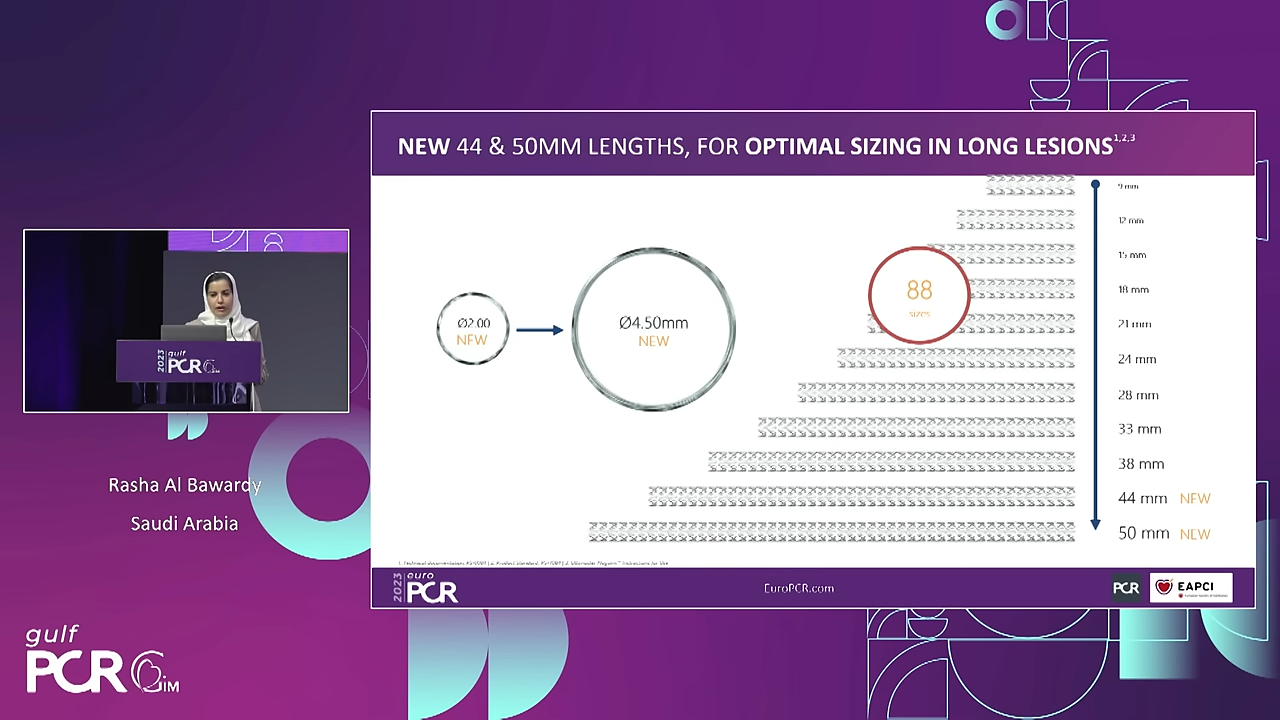 NEW 44 & 50MM LENGTHS, FOR OPTIMAL SIZING IN LONG LESIONS1,2,3
9 mm
12 mm
15 mm
18 mm
21 mm
24 mm
28 mm
33 mm
38 mm
44 mm NEW
50 mm NEW
88
sizes
Ø2.00
NEW
Ø4.50mm
NEW
2023 euro
PCR
EuroPCR.com
PCR
EAPCI
2023 gulf
PCR GIM
Rasha Al Bawardy
Saudi Arabia
gulf
PCR GIM